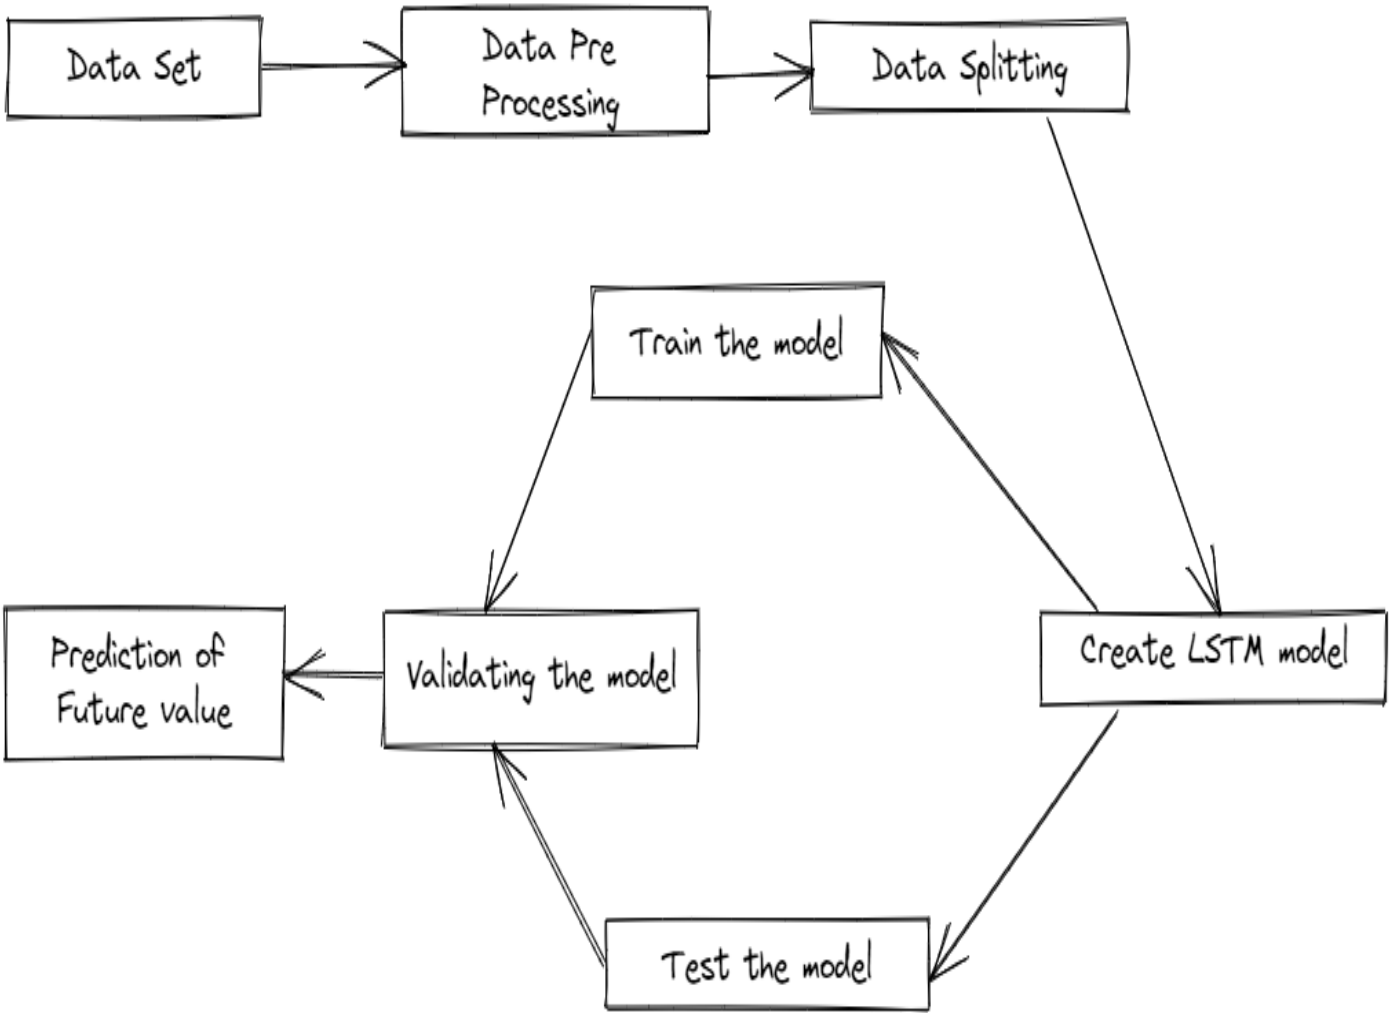 Data Set
Data Pre
Processing
Data Splitting
Train the model
Create LSTM model
Validating the model
Prediction of
Future value
Test the model